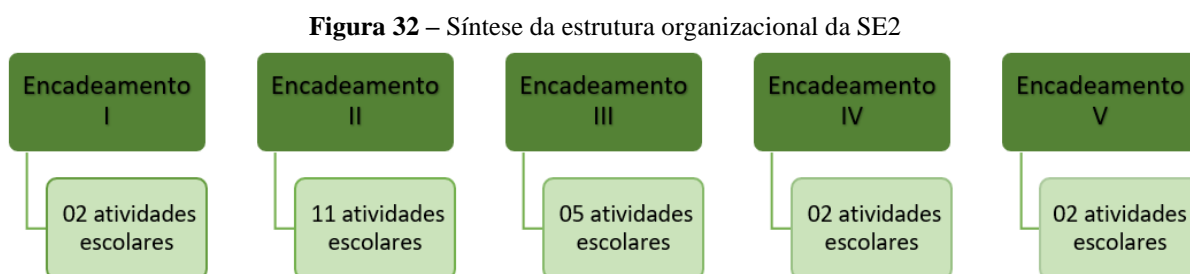 Figura 32 – Síntese da estrutura organizacional da SE2
Encadeamento
I
02 atividades
escolares
Encadeamento
II
11 atividades
escolares
Encadeamento
III
05 atividades
escolares
Encadeamento
IV
02 atividades
escolares
Encadeamento
V
02 atividades
escolares